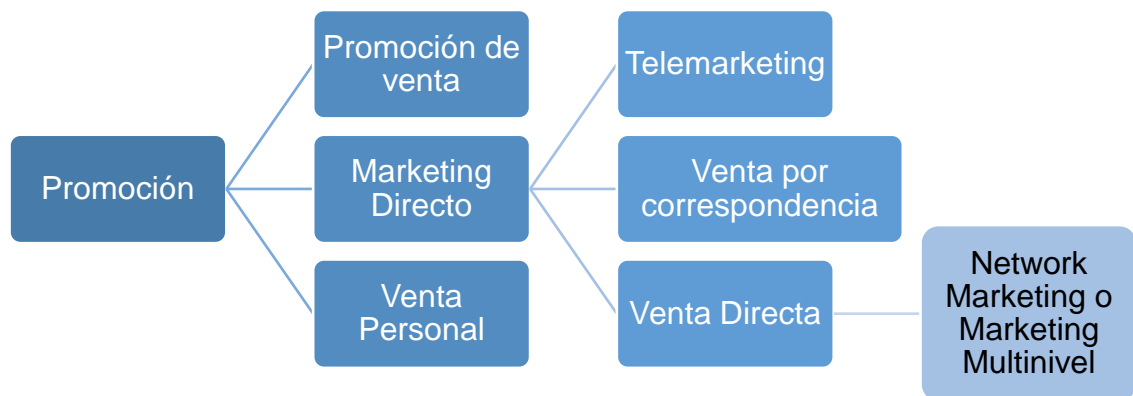 Promoción
Promoción de
venta
Marketing
Directo
Venta
Personal
Telemarketing
Venta por
correspondencia
Venta Directa
Network
Marketing o
Marketing
Multinivel